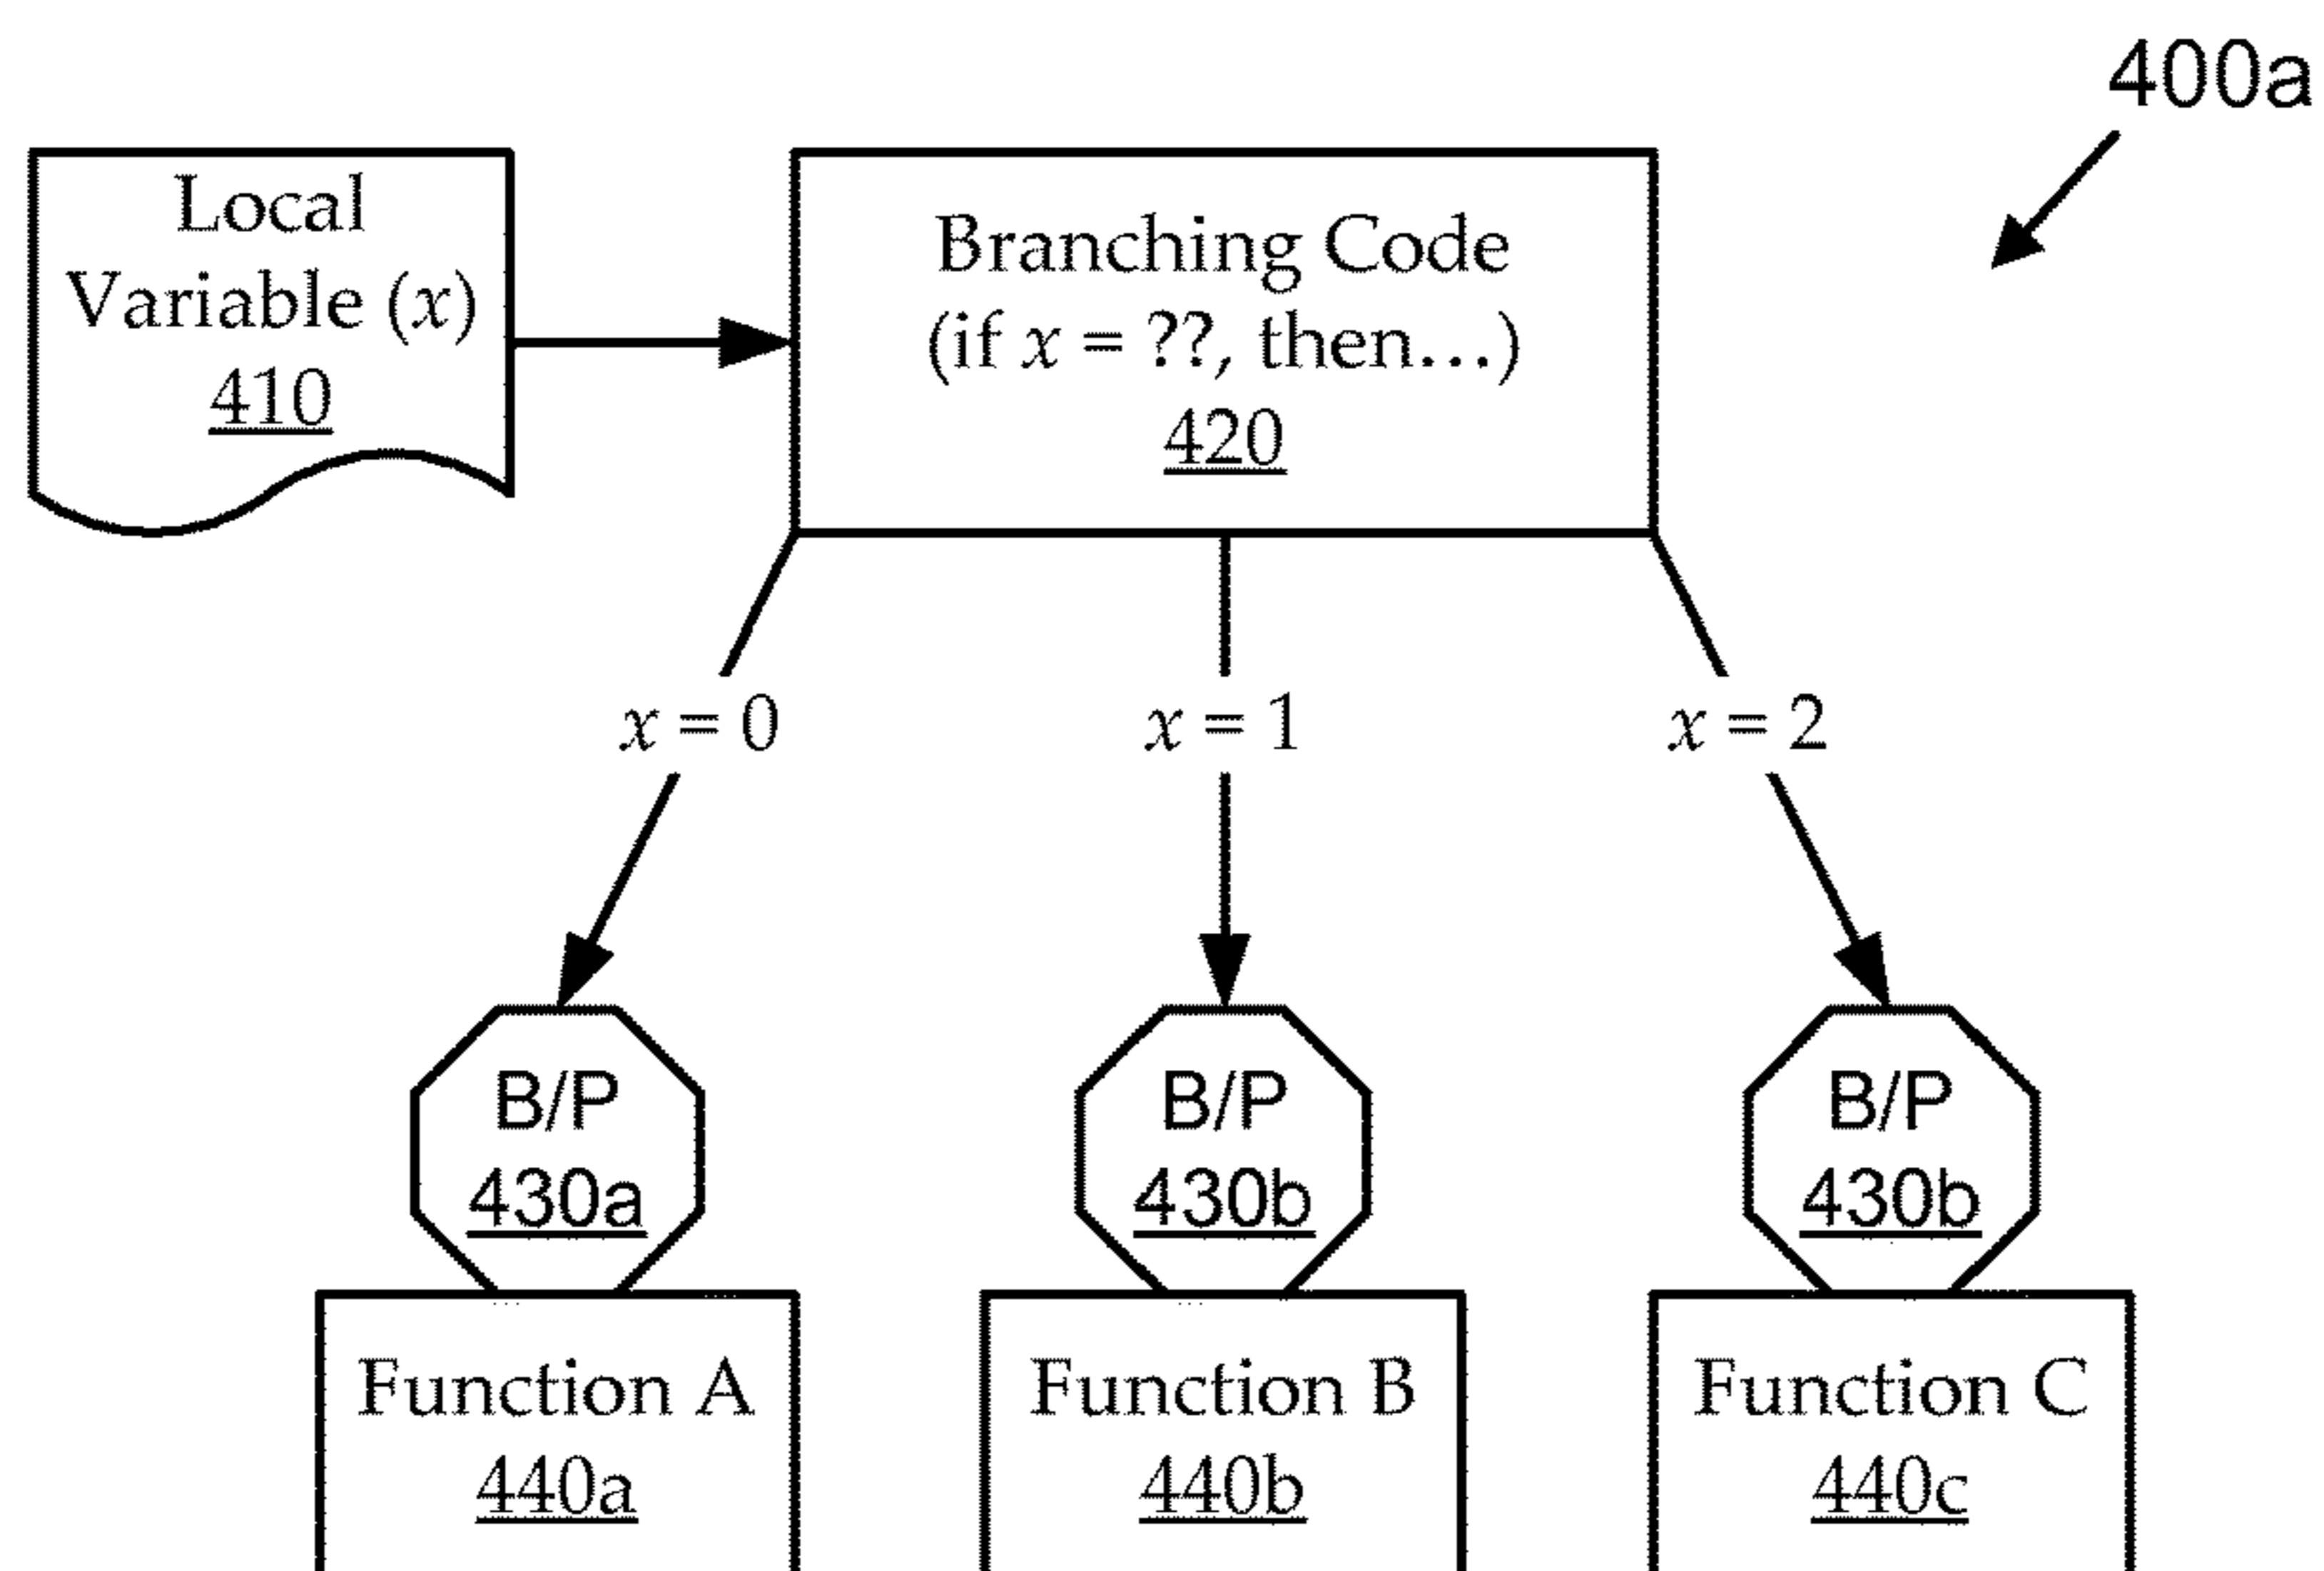 400a
Local
Variable (x)
410
Branching Code
(if x = ??, then...)
420
x = 0
x = 1
x = 2
B/P
430a
B/P
430b
B/P
430b
Function A
440a
Function B
440b
Function C
440c